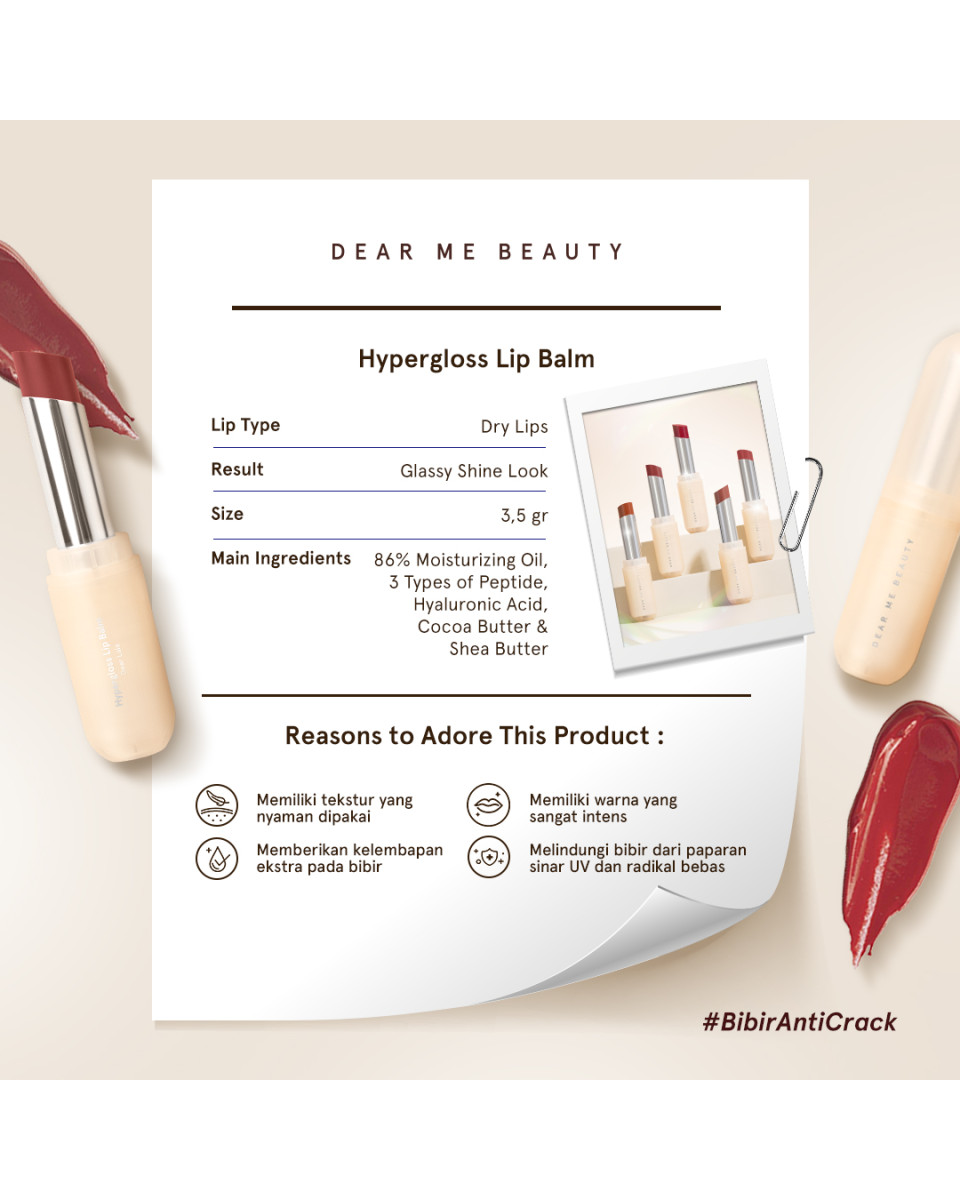 DEAR ME BEAUTY
Hypergloss Lip Balm
Lip Type Dry Lips
Result Glassy Shine Look
Size 3,5 gr
Main Ingredients 86% Moisturizing Oil,
3 Types of Peptide,
Hyaluronic Acid,
Cocoa Butter &
Shea Butter
Reasons to Adore This Product :
Memiliki tekstur yang
nyaman dipakai
Memiliki warna yang
sangat intens
Memberikan kelembapan
ekstra pada bibir
Melindungi bibir dari paparan
sinar UV dan radikal bebas
#BibirAntiCrack
Hypergloss Lip Balm
DEAR ME BEAUTY